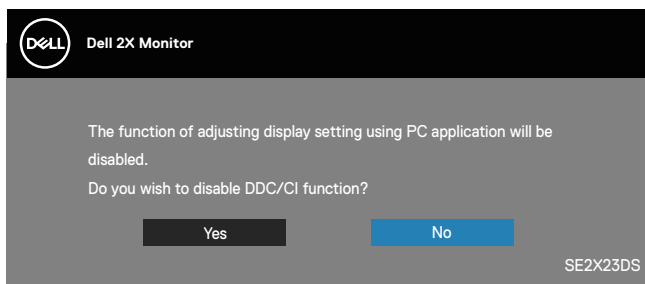 DELL
Dell 2X Monitor
The function of adjusting display setting using PC application will be
disabled.
Do you wish to disable DDC/CI function?
Yes
No
SE2X23DS